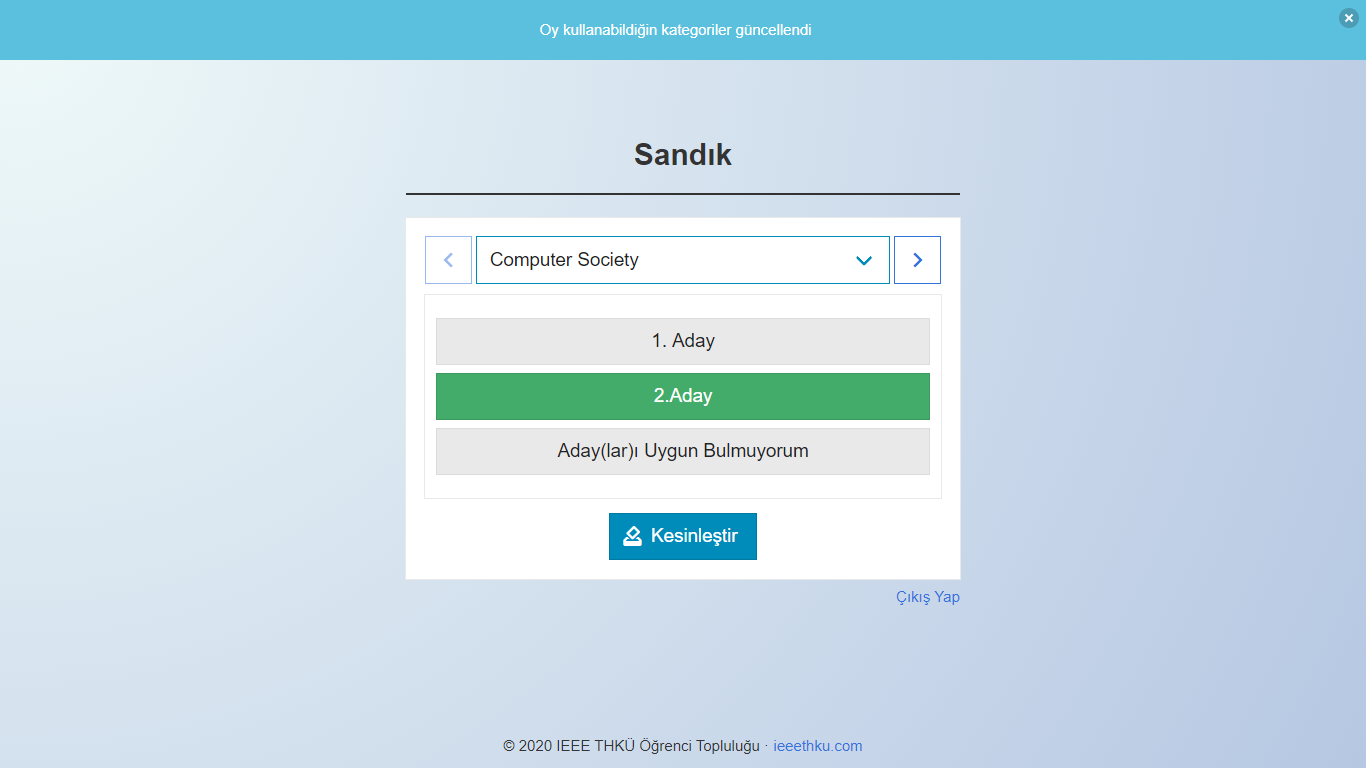 Oy kullanabildiğin kategoriler güncellendi
Sandık
Computer Society
1. Aday
2.Aday
Aday(lar)ı Uygun Bulmuyorum
Kesinleştir
Çıkış Yap
© 2020 IEEE THKÜ Öğrenci Topluluğu · ieeethku.com